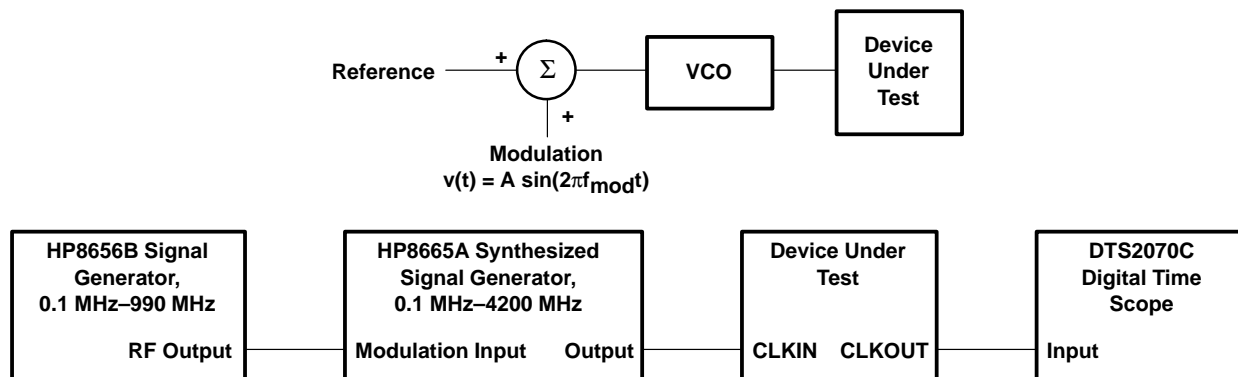 Reference
+
Σ
+
VCO
Device
Under
Test
Modulation
v(t) = A sin(2πfmodt)
HP8656B Signal
Generator,
0.1 MHz–990 MHz
RF Output
HP8665A Synthesized
Signal Generator,
0.1 MHz–4200 MHz
Modulation Input Output
Device Under
Test
CLKIN CLKOUT
DTS2070C
Digital Time
Scope
Input